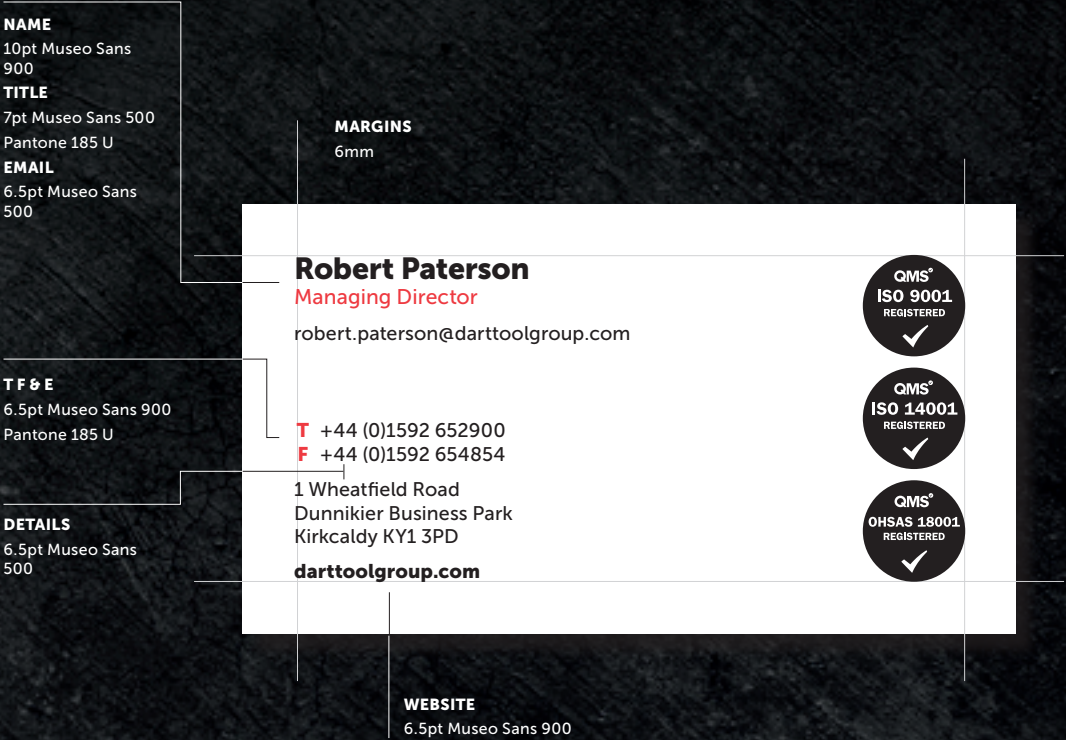 NAME
10pt Museo Sans
900
TITLE
7pt Museo Sans 500
Pantone 185 U
EMAIL
6.5pt Museo Sans
500
MARGINS
6mm
Robert Paterson
Managing Director
robert.paterson@darttoolgroup.com
T F & E
6.5pt Museo Sans 900
Pantone 185 U
T +44 (0)1592 652900
F +44 (0)1592 654854
1 Wheatfield Road
Dunnikier Business Park
Kirkcaldy KY1 3PD
darttoolgroup.com
DETAILS
6.5pt Museo Sans
500
QMS®
ISO 9001
REGISTERED
QMS®
ISO 14001
REGISTERED
QMS®
OHSAS 18001
REGISTERED
WEBSITE
6.5pt Museo Sans 900